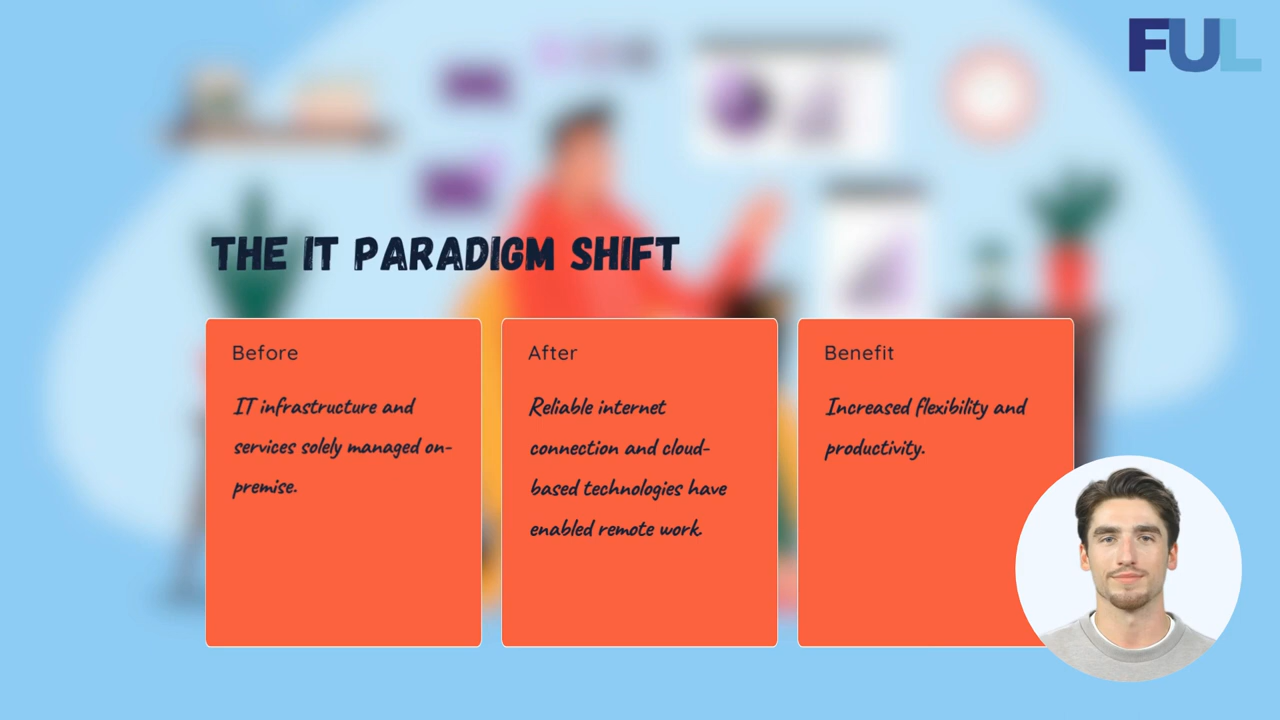 FUL
THE IT PARADIGM SHIFT
Before
IT infrastructure and
services solely managed on-
premise.
After
Reliable internet
connection and cloud-
based technologies have
enabled remote work.
Benefit
Increased flexibility and
productivity.